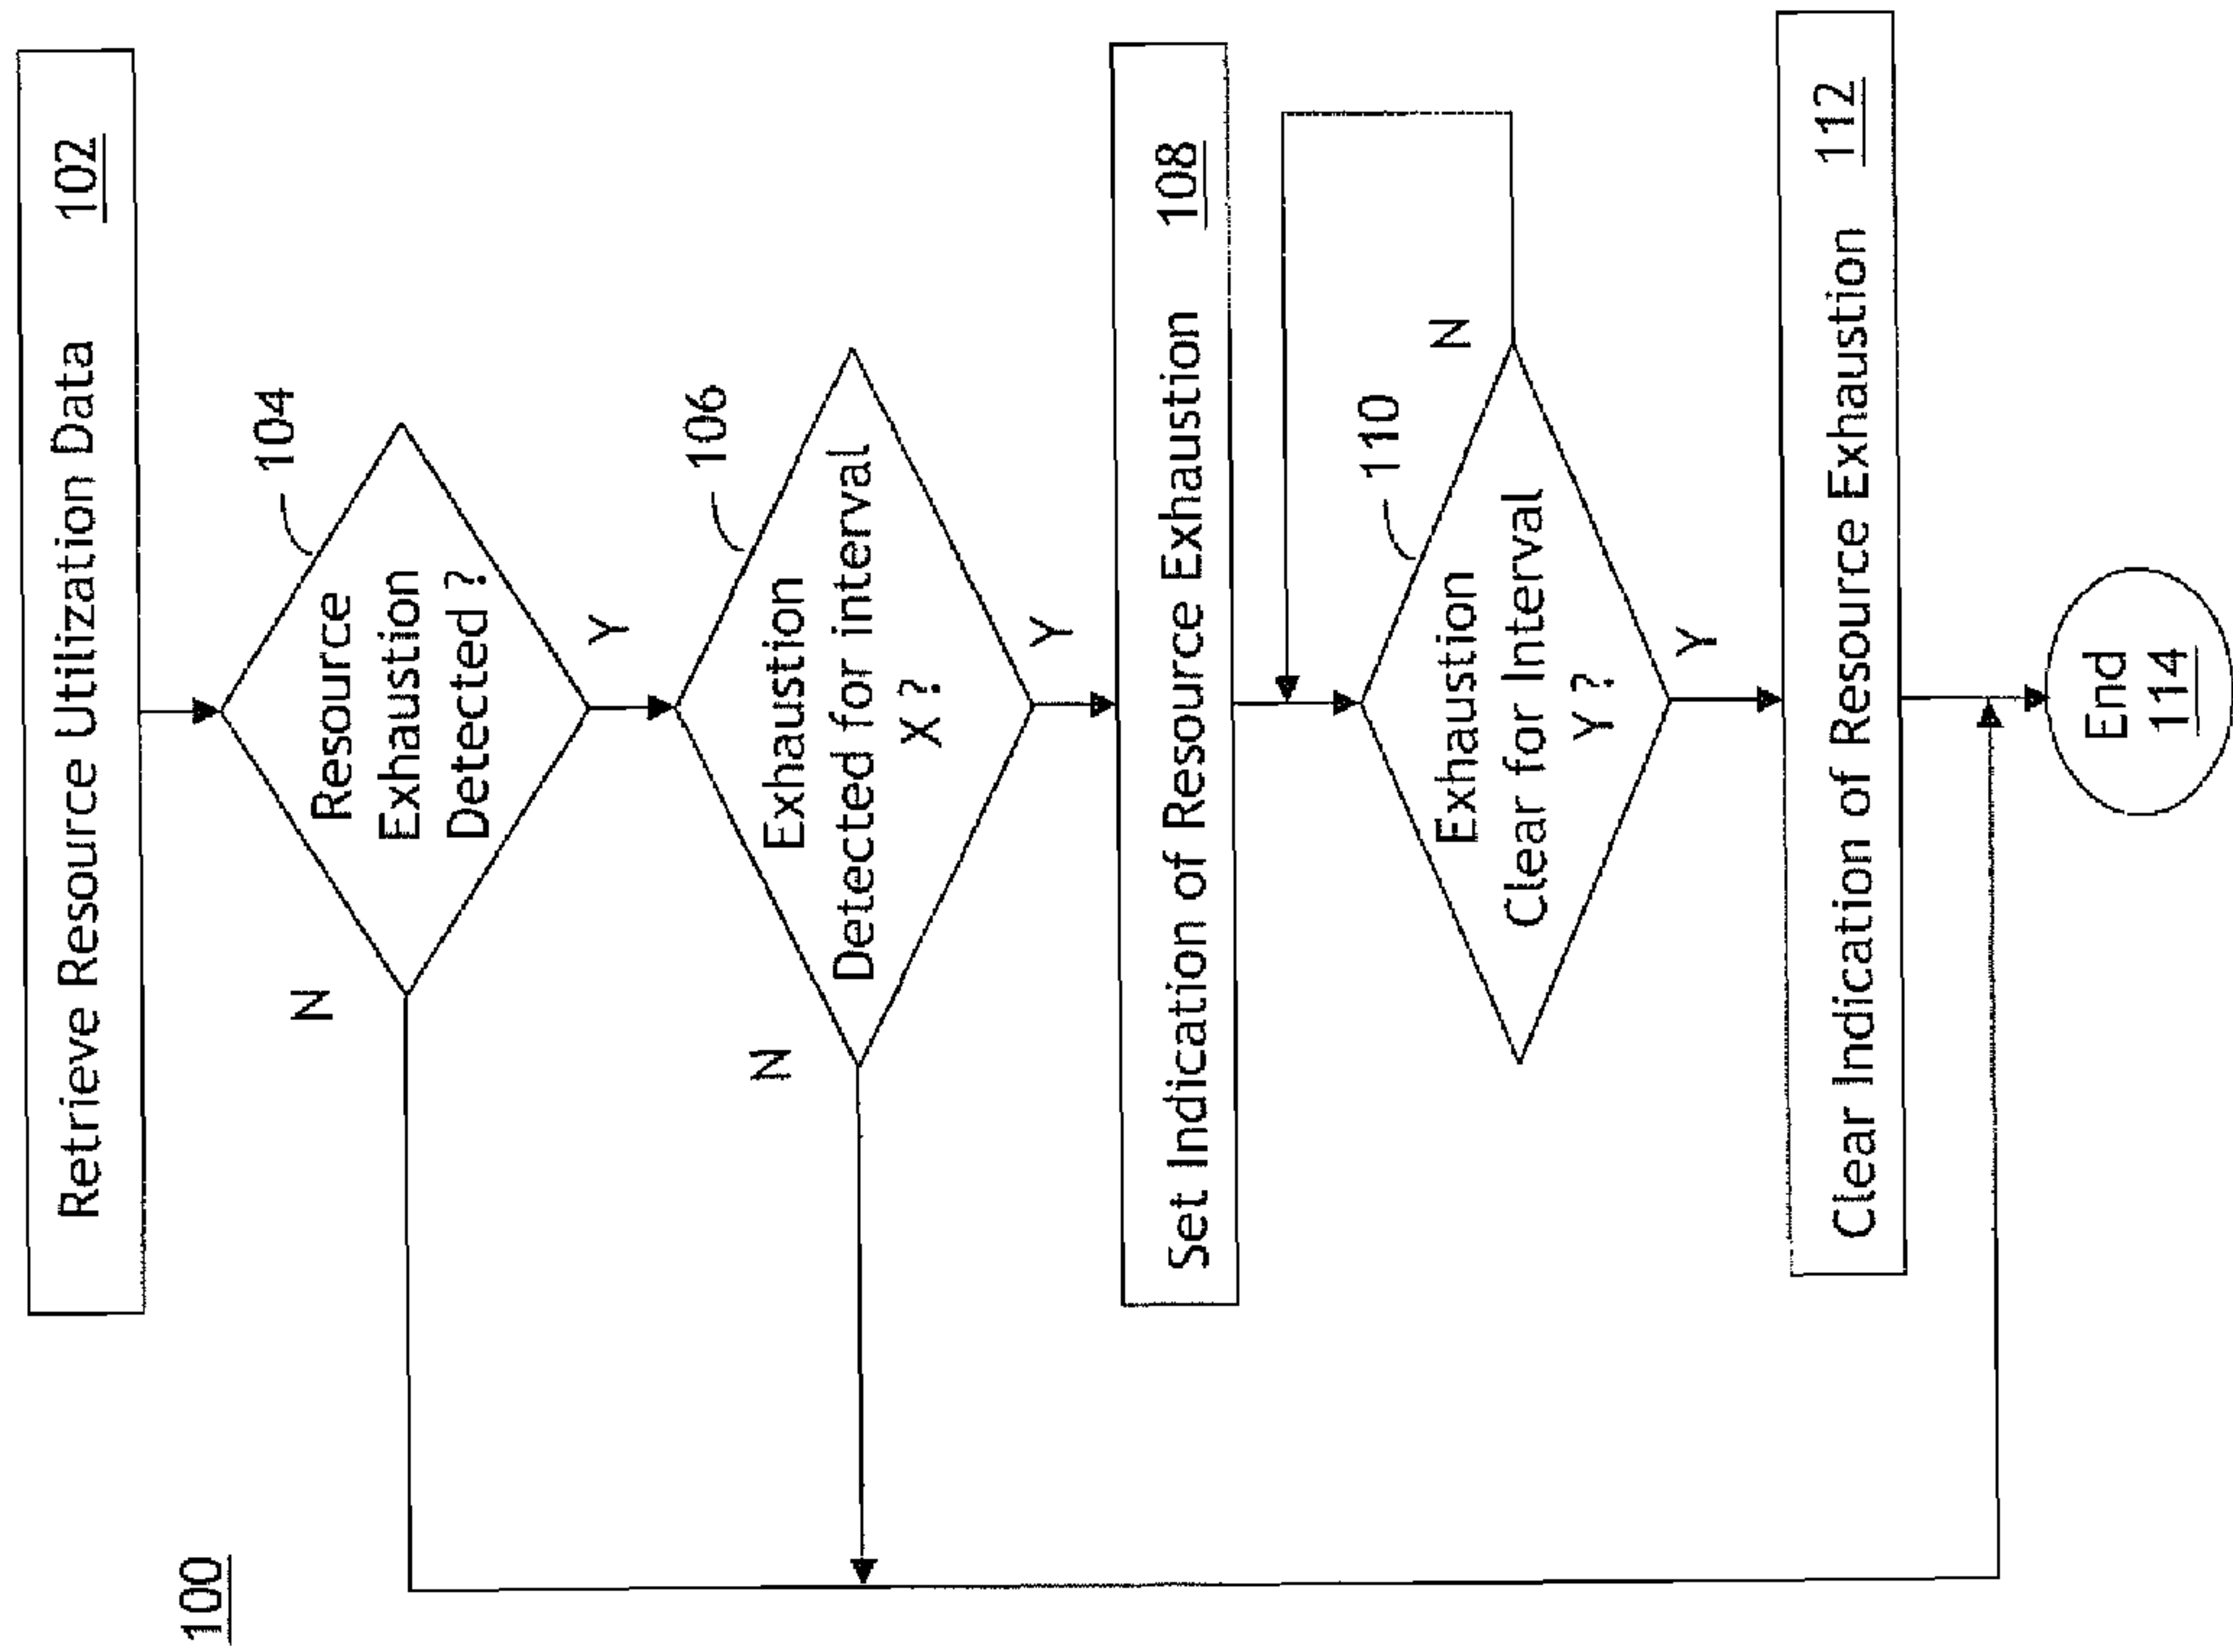 100
Retrieve Resource Utilization Data 102
104
Resource
Exhaustion
Detected ?
N
Y
106
Exhaustion
Detected for interval
X ?
N
Y
Set Indication of Resource Exhaustion 108
110
Exhaustion
Clear for Interval
Y ?
N
Y
Clear Indication of Resource Exhaustion 112
End
114